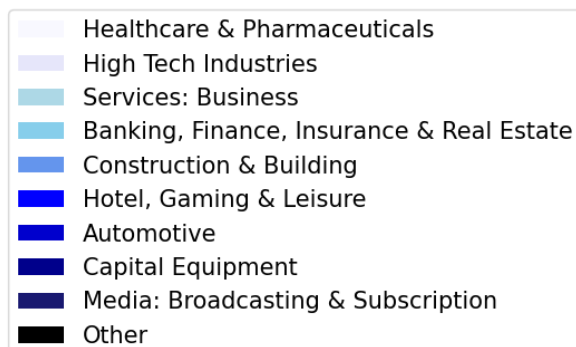 Healthcare & Pharmaceuticals
High Tech Industries
Services: Business
Banking, Finance, Insurance & Real Estate
Construction & Building
Hotel, Gaming & Leisure
Automotive
Capital Equipment
Media: Broadcasting & Subscription
Other